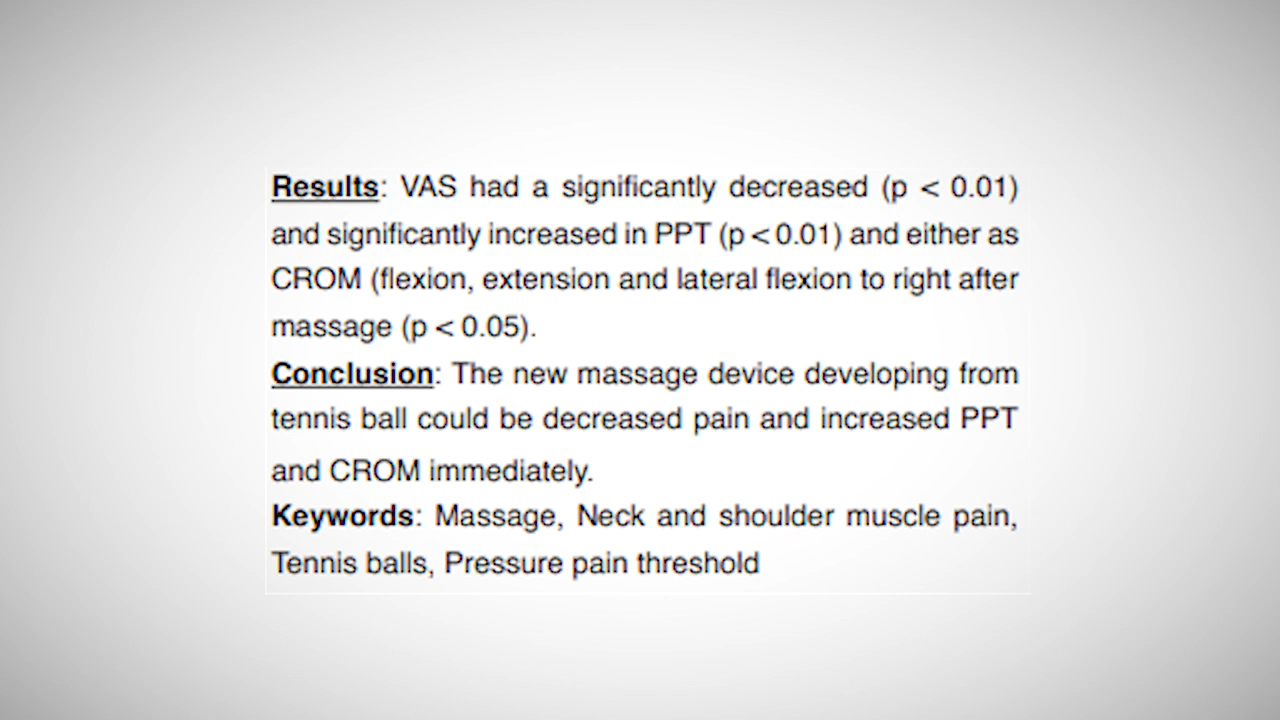 Results: VAS had a significantly decreased (p < 0.01)
and significantly increased in PPT (p < 0.01) and either as
CROM (flexion, extension and lateral flexion to right after
massage (p < 0.05).
Conclusion: The new massage device developing from
tennis ball could be decreased pain and increased PPT
and CROM immediately.
Keywords: Massage, Neck and shoulder muscle pain,
Tennis balls, Pressure pain threshold